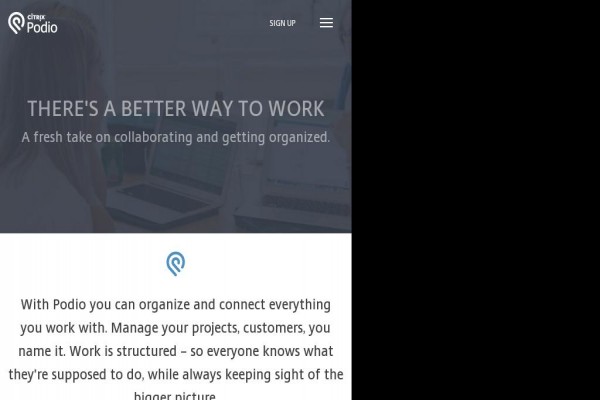 CITRIX
Podio
SIGN UP
THERE'S A BETTER WAY TO WORK
A fresh take on collaborating and getting organized.
With Podio you can organize and connect everything
you work with. Manage your projects, customers, you
name it. Work is structured – so everyone knows what
they're supposed to do, while always keeping sight of the
bigger picture